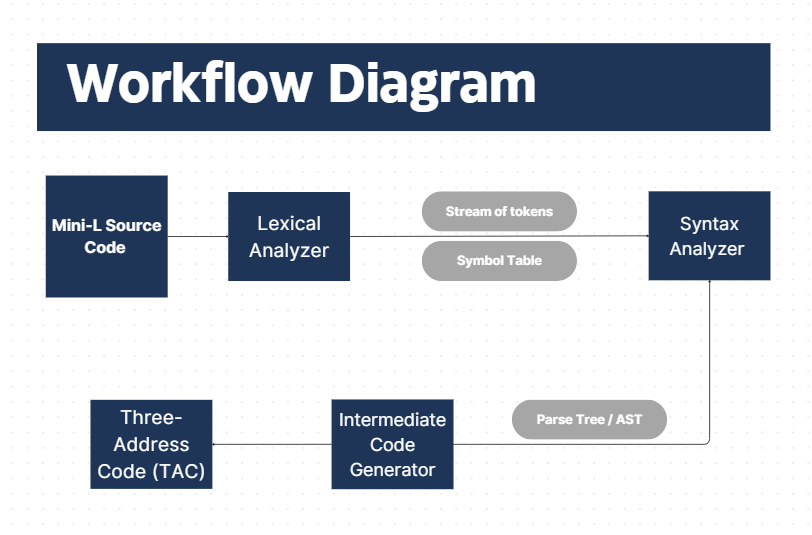 Workflow Diagram
Mini-L Source
Code
Lexical
Analyzer
Stream of tokens
Symbol Table
Syntax
Analyzer
Three-
Address
Code (TAC)
Intermediate
Code
Generator
Parse Tree / AST